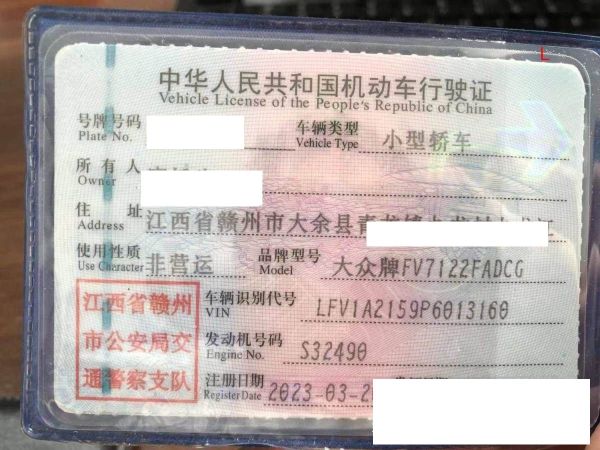 中华人民共和国机动车行驶证
Vehicle License of the People's Republic of China
号牌号码
Plate No.
车辆类型 小型轿车
Vehicle Type
所有人
Owner
住址 江西省赣州市大余县青龙镇
Address
使用性质 非营运
Use Character
品牌型号 大众牌FV7122FADCG
Model
江西省赣州
市公安局交
通警察支队
车辆识别代号 LFV1A2159P6013160
VIN
发动机号码 S32490
Engine No.
注册日期 2023-03-2
Register Date
L